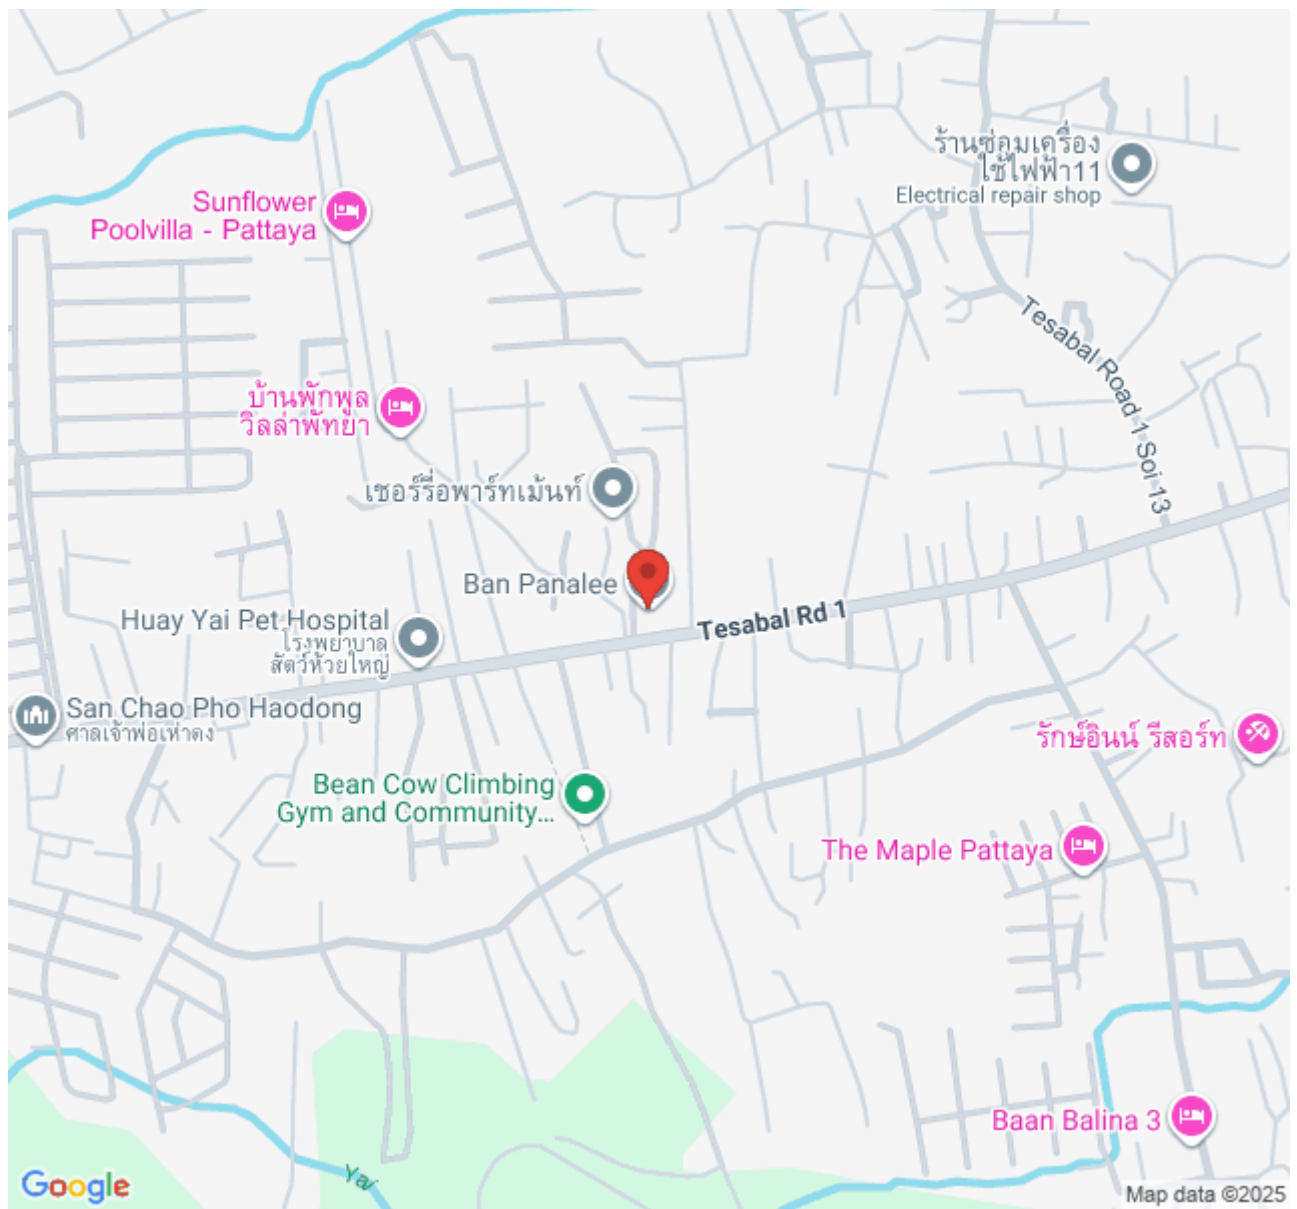 ร้านซ่อมเครื่อง
ใช้ไฟฟ้า11
Electrical repair shop
Sunflower
Poolvilla - Pattaya
Tesabal Road 1 Soi 13
บ้านพักพูล
วิลล่าพัทยา
เชอร์รี่อพาร์ทเม้นท์
Ban Panalee
Huay Yai Pet Hospital
โรงพยาบาล
สัตว์ห้วยใหญ่
Tesabal Rd 1
San Chao Pho Haodong
ศาลเจ้าพ่อเห่าดง
รักษ์อินน์ รีสอร์ท
Bean Cow Climbing
Gym and Community...
The Maple Pattaya
Baan Balina 3
Yai
Google
Map data ©2025